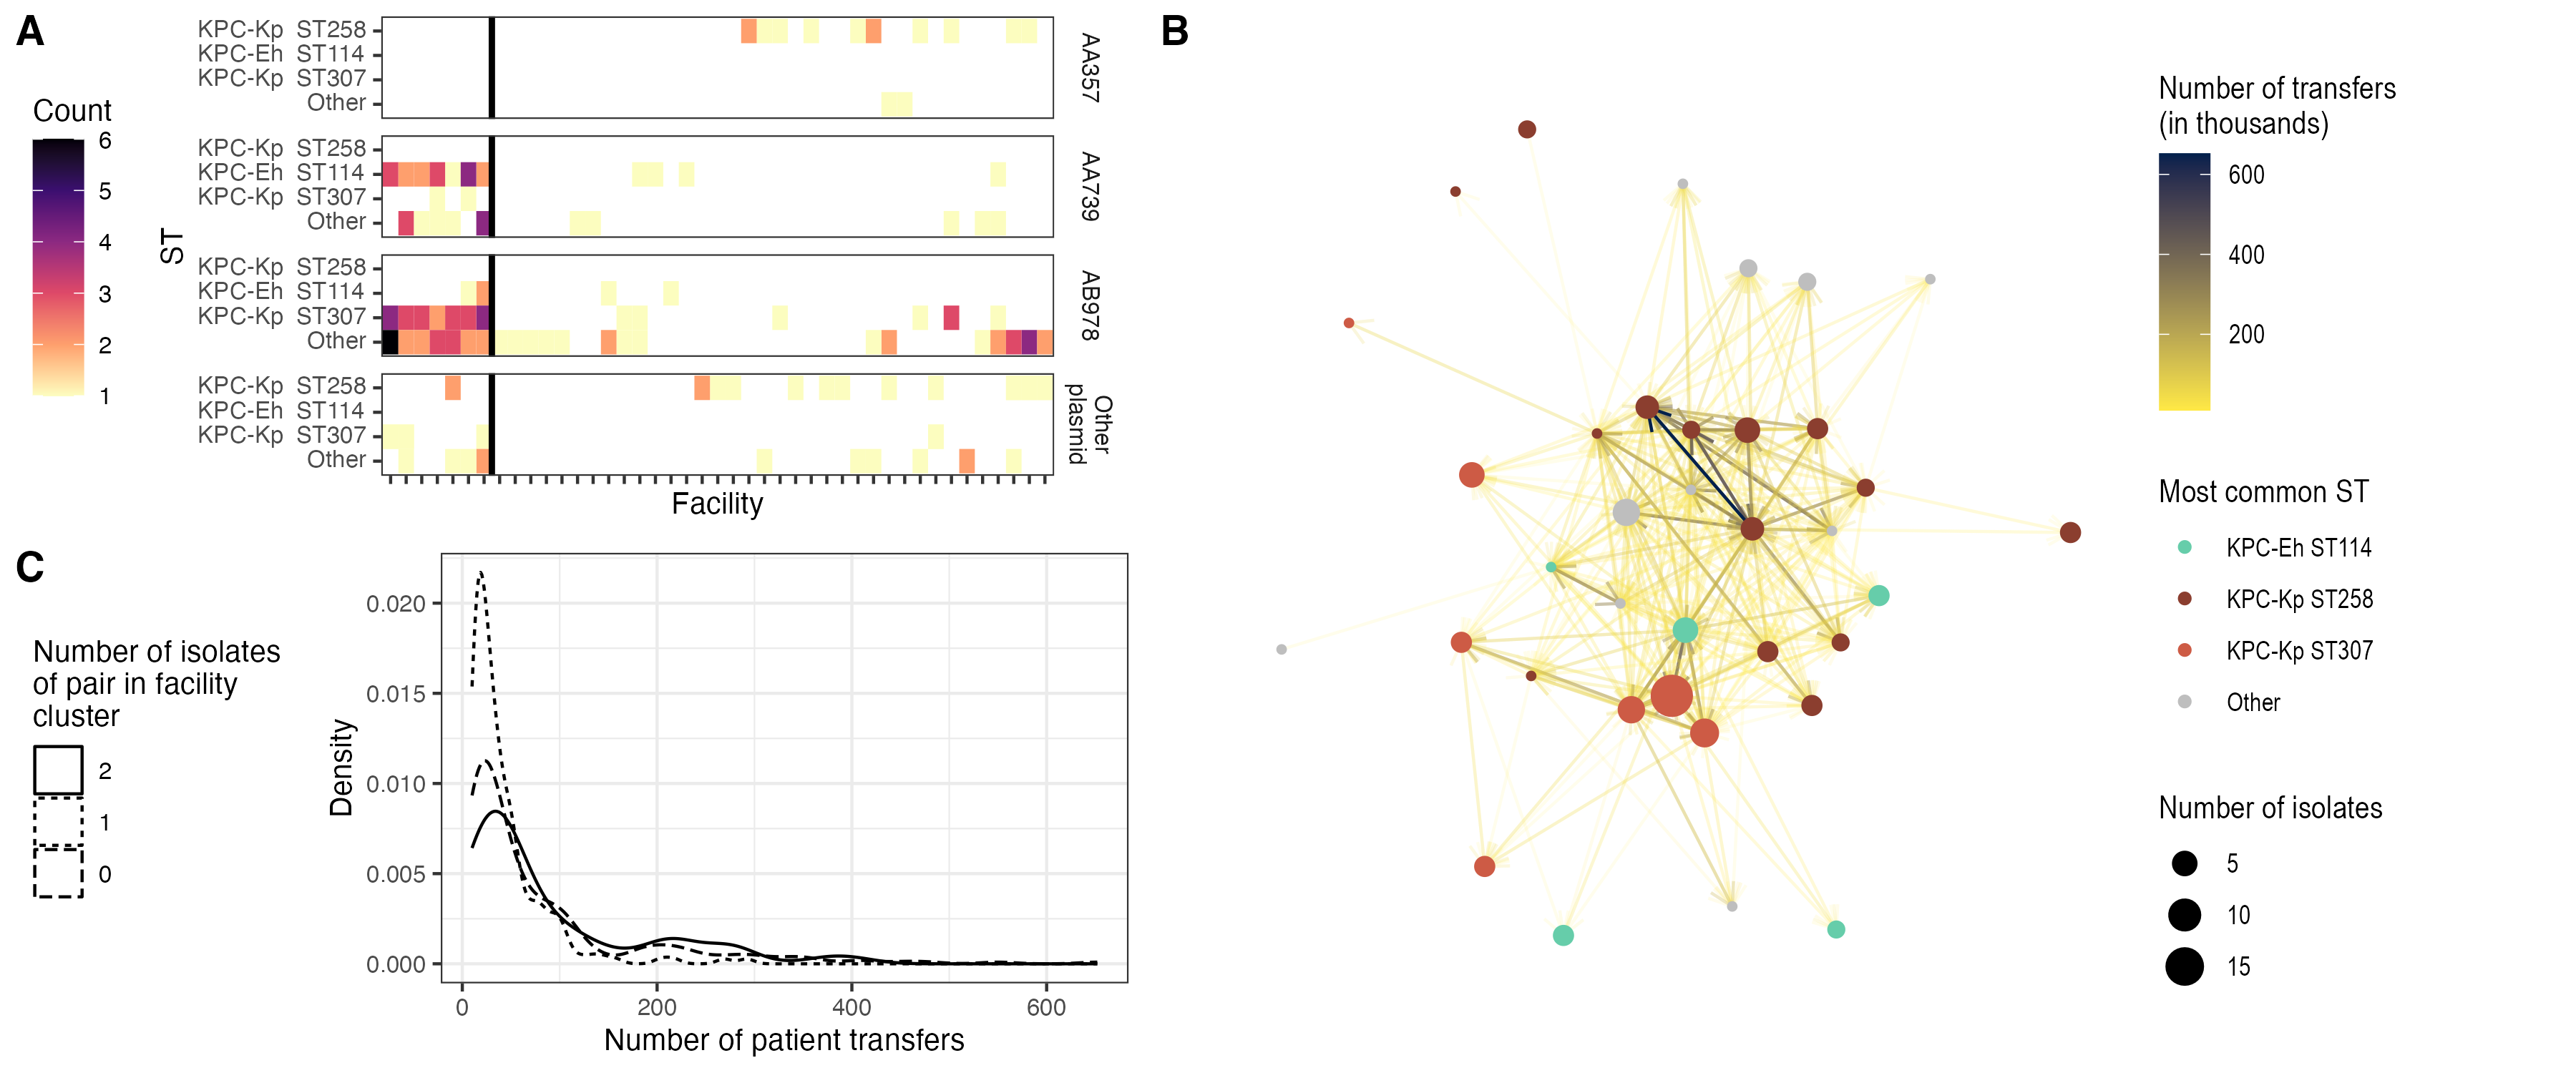 A
Count
6
5
4
3
2
1
ST
KPC-Kp ST258
KPC-Eh ST114
KPC-Kp ST307
Other
AA357
KPC-Kp ST258
KPC-Eh ST114
KPC-Kp ST307
Other
AA739
KPC-Kp ST258
KPC-Eh ST114
KPC-Kp ST307
Other
AB978
KPC-Kp ST258
KPC-Eh ST114
KPC-Kp ST307
Other
Other
plasmid
Facility
B
Number of transfers
(in thousands)
600
400
200
Most common ST
KPC-Eh ST114
KPC-Kp ST258
KPC-Kp ST307
Other
Number of isolates
5
10
15
C
Number of isolates
of pair in facility
cluster
2
1
0
Density
0.020
0.015
0.010
0.005
0.000
0
200
400
600
Number of patient transfers